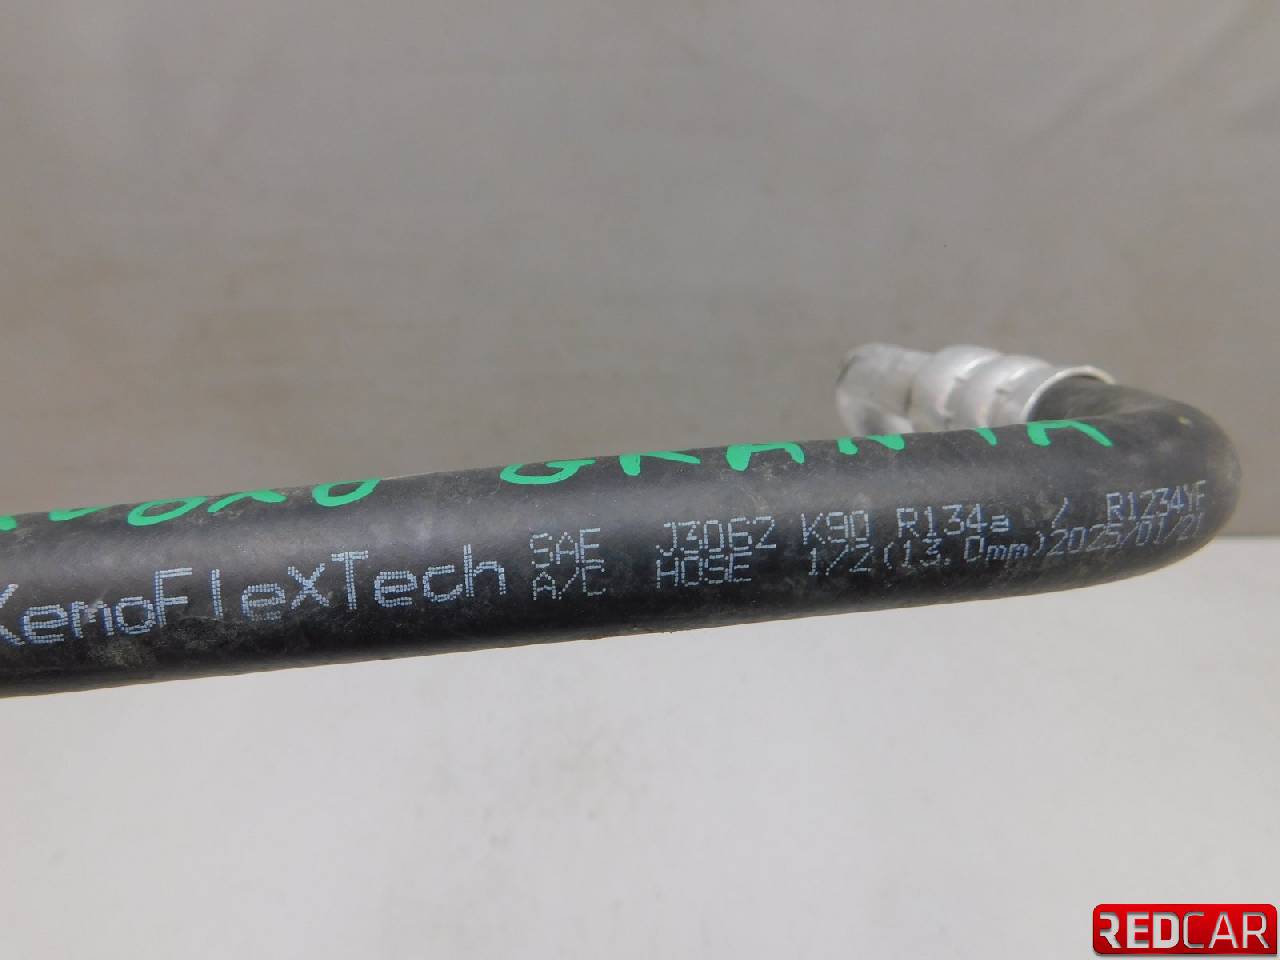 GRANTA
KemoFlexTech
SAE J3062 K90 R134a / R1234YF
A/C HOSE 1/2(13.0mm)2025/01/21
REDCAR